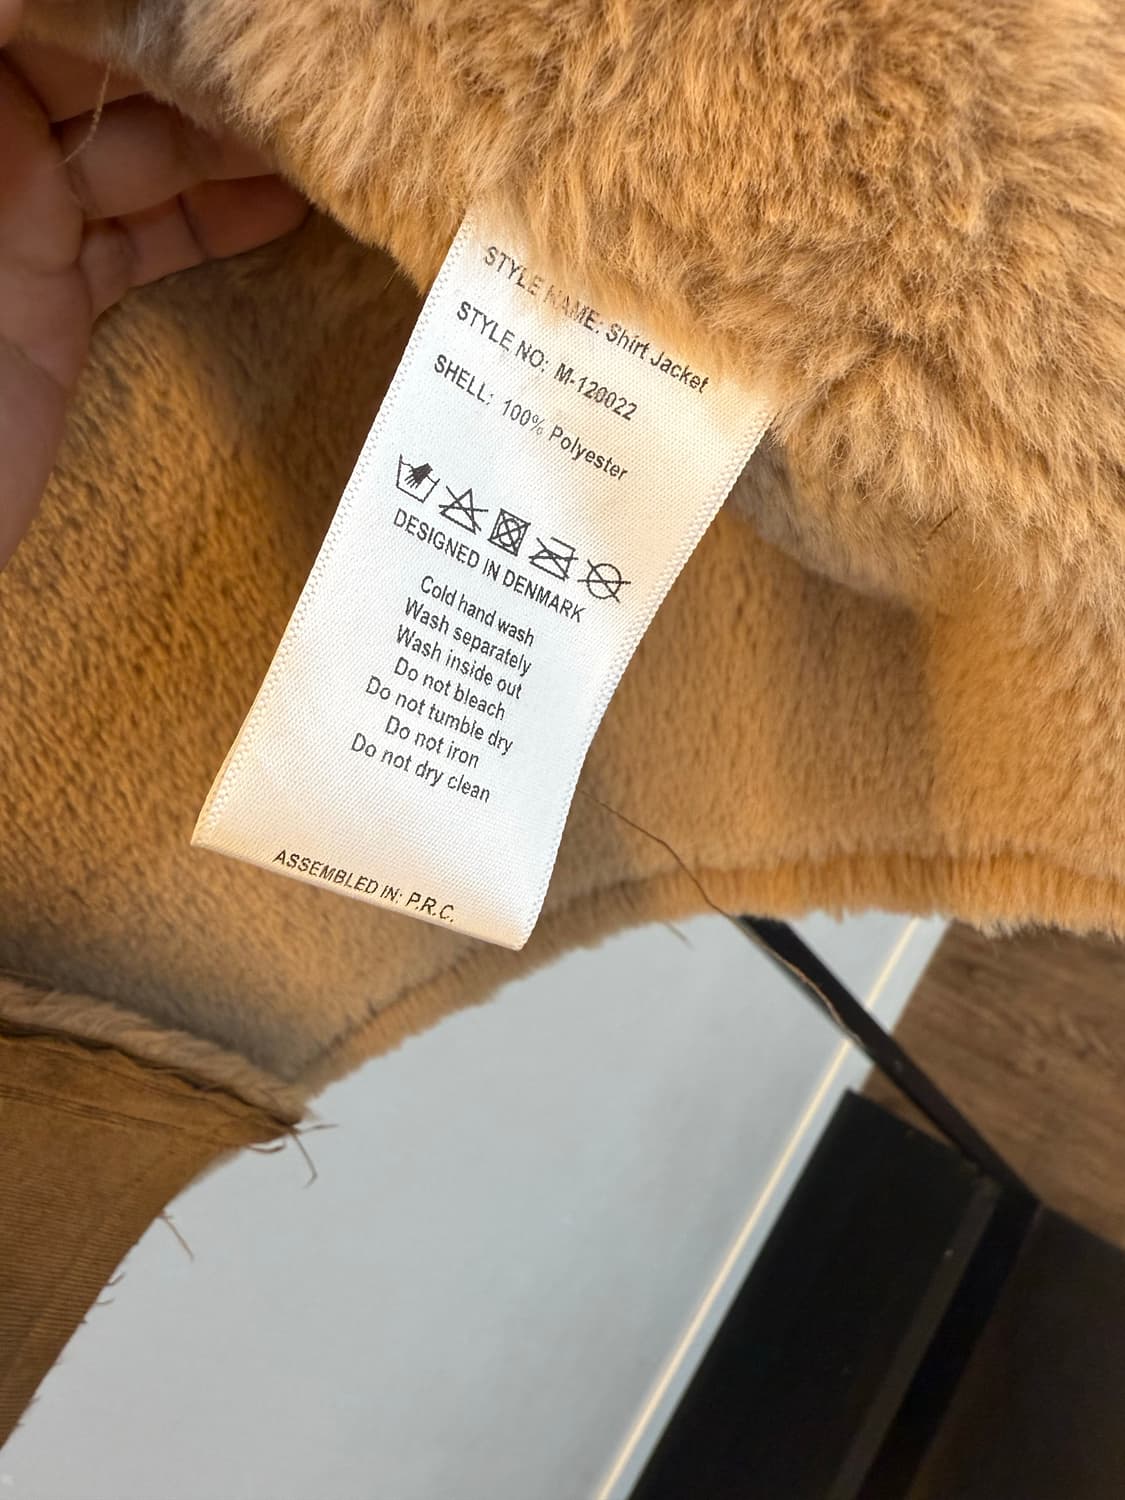 STYLE NAME: Shirt Jacket
STYLE NO: M-120022
SHELL: 100% Polyester
DESIGNED IN DENMARK
Cold hand wash
Wash separately
Wash inside out
Do not bleach
Do not tumble dry
Do not iron
Do not dry clean
ASSEMBLED IN: P.R.C.